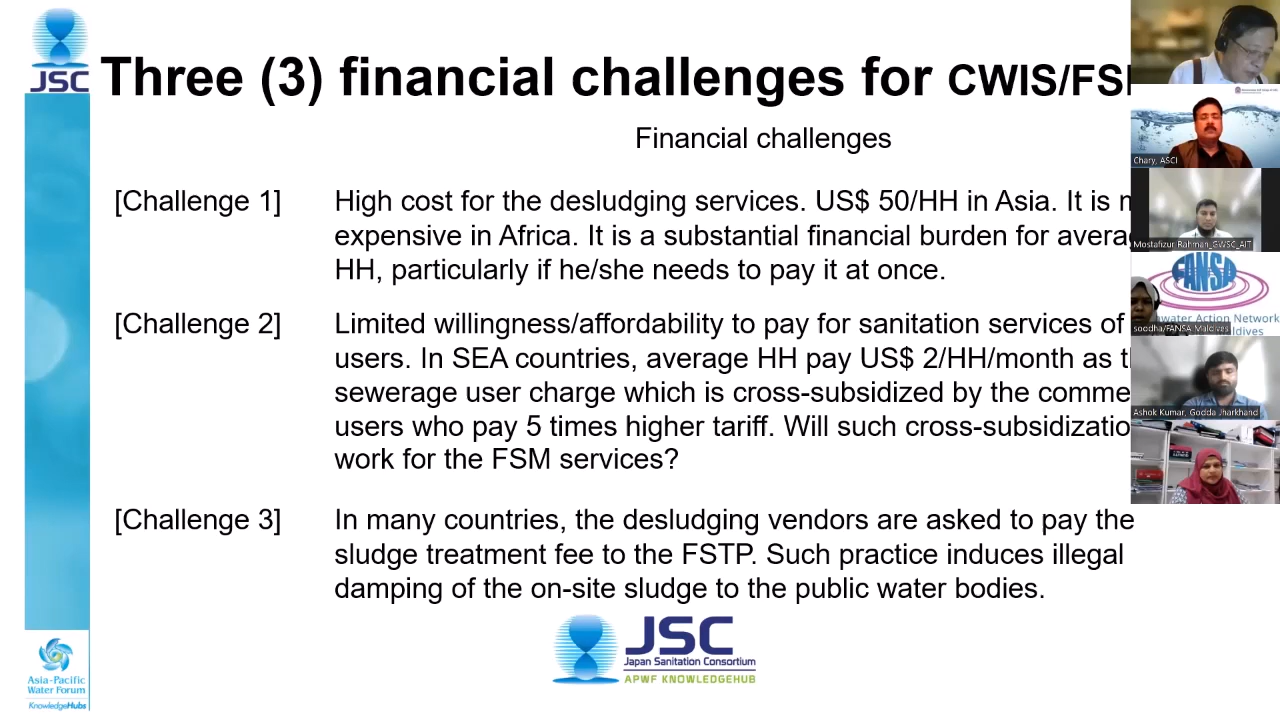 JSC
Three (3) financial challenges for CWIS/FS
Financial challenges
[Challenge 1]
High cost for the desludging services. US$ 50/HH in Asia. It is
expensive in Africa. It is a substantial financial burden for avera
HH, particularly if he/she needs to pay it at once.
[Challenge 2]
Limited willingness/affordability to pay for sanitation services of
users. In SEA countries, average HH pay US$ 2/HH/month as t
sewerage user charge which is cross-subsidized by the comme
users who pay 5 times higher tariff. Will such cross-subsidizatio
work for the FSM services?
[Challenge 3]
In many countries, the desludging vendors are asked to pay the
sludge treatment fee to the FSTP. Such practice induces illegal
damping of the on-site sludge to the public water bodies.
JSC
Japan Sanitation Consortium
APWF KNOWLEDGEHUB
Asia-Pacific
Water Forum
KnowledgeHubs
Chary, ASCI
Mostafizur Rahman_GWSC_AIT
FANSA
water Action Network
ldives
soodha/FANSA Maldives
Ashok Kumar, Godda Jharkhand